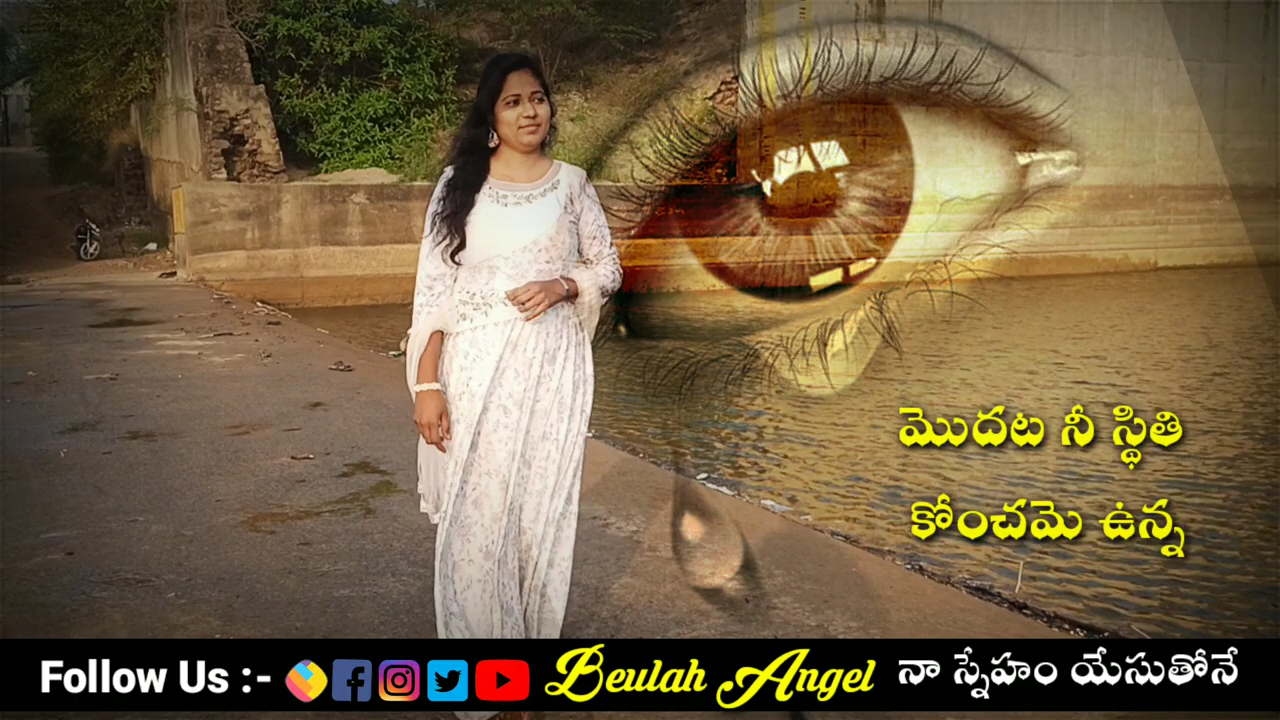 మొదట నీ స్థితి
కోంచమె ఉన్న
Follow Us :- Beulah Angel నా స్నేహం యేసుతోనే